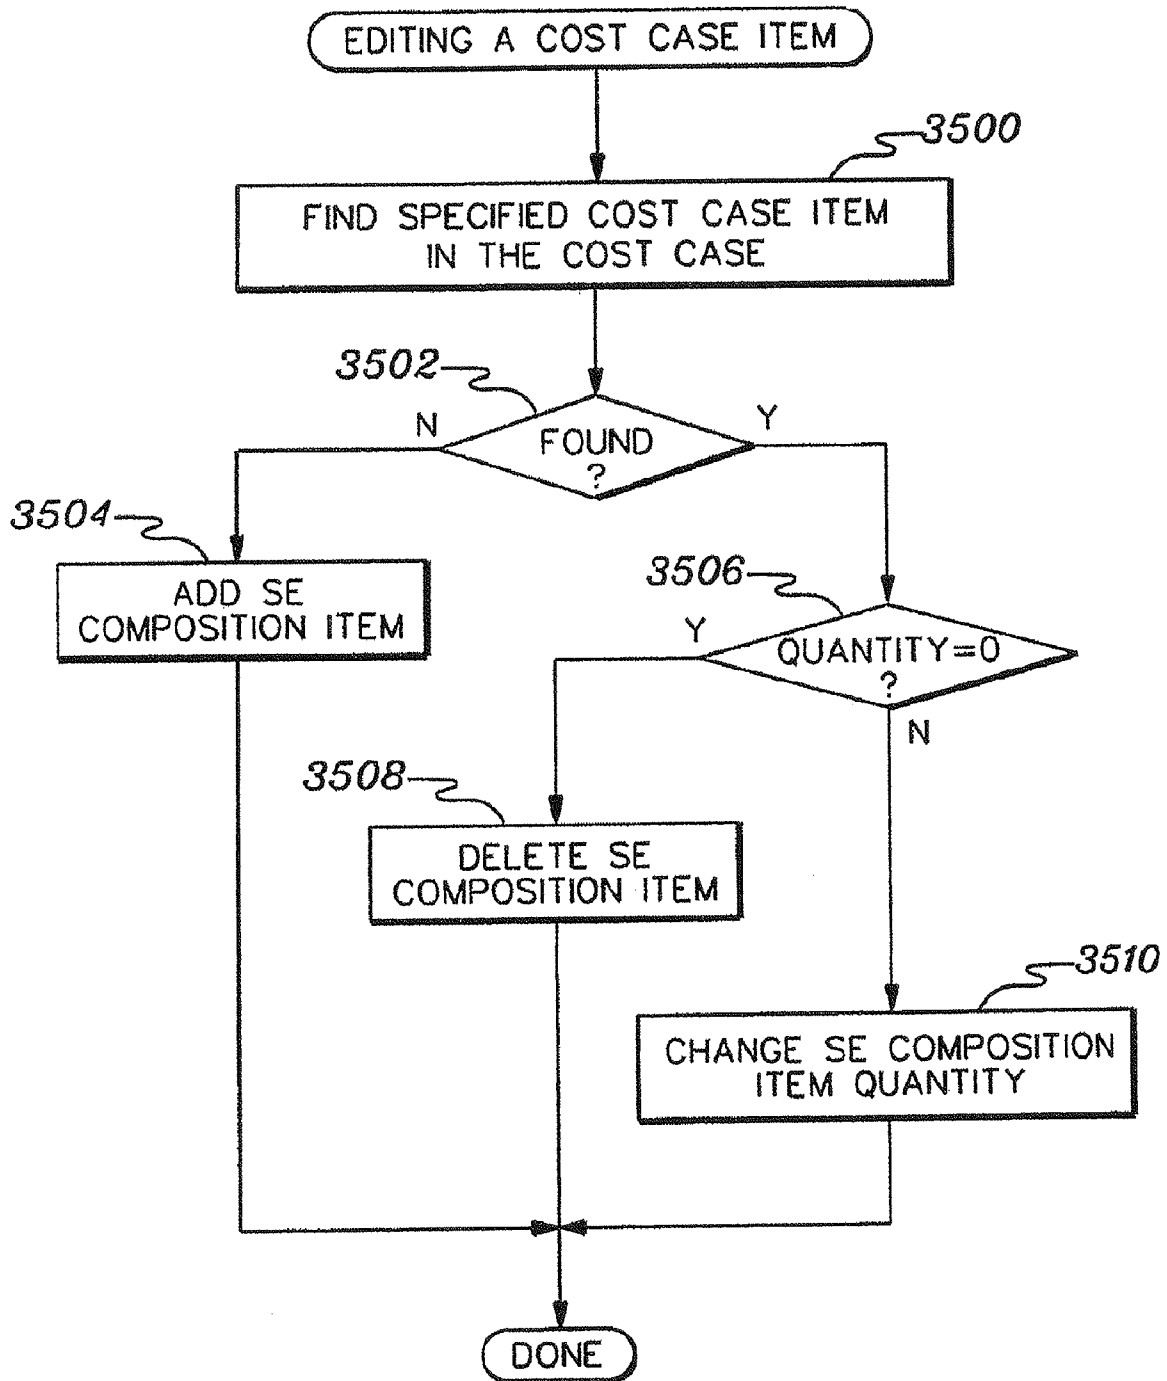 EDITING A COST CASE ITEM
3500
FIND SPECIFIED COST CASE ITEM
IN THE COST CASE
3502
N
FOUND
?
Y
3504
ADD SE
COMPOSITION ITEM
3506
Y
QUANTITY=0
?
N
3508
DELETE SE
COMPOSITION ITEM
3510
CHANGE SE COMPOSITION
ITEM QUANTITY
DONE